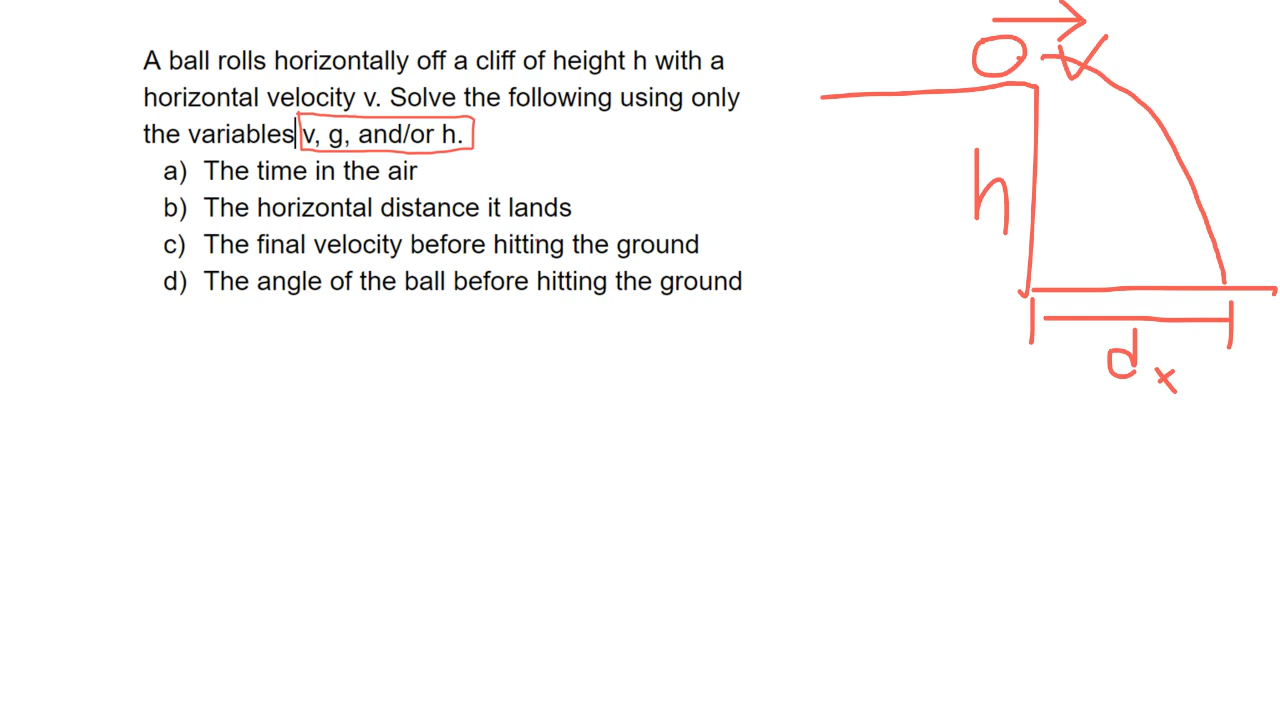 A ball rolls horizontally off a cliff of height h with a
horizontal velocity v. Solve the following using only
the variables v, g, and/or h.
a) The time in the air
b) The horizontal distance it lands
c) The final velocity before hitting the ground
d) The angle of the ball before hitting the ground
v
h
dx